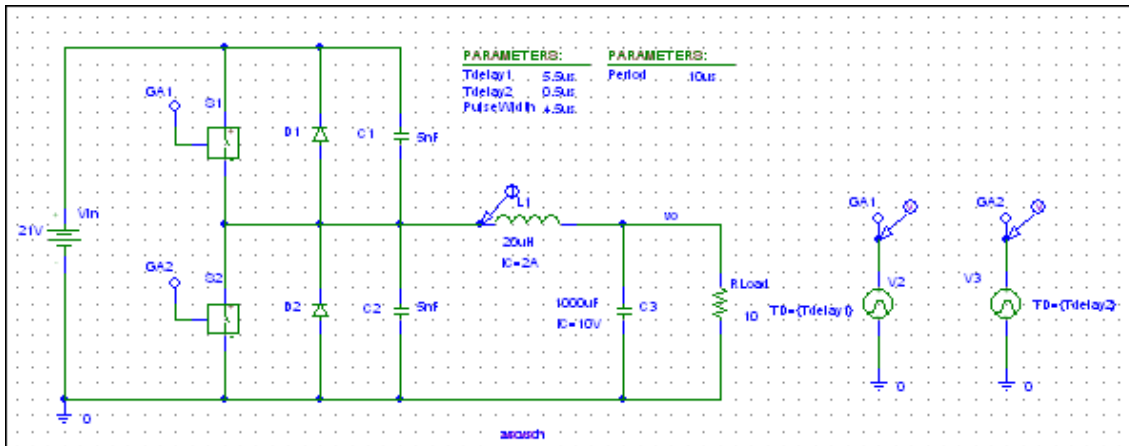 PARAMETERS:
Tdelay1 5.5us
Tdelay2 0.5us
PulseWidth 4.5us
PARAMETERS:
Period 10us
GA1
S1
D1
C1
5nF
Vin
21V
L1
20uH
IC=2A
vo
GA2
S2
D2
C2
5nF
1000uF
IC=10V
C3
RLoad
10
GA1
V2
TD={Tdelay1}
0
GA2
V3
TD={Tdelay2}
0
0